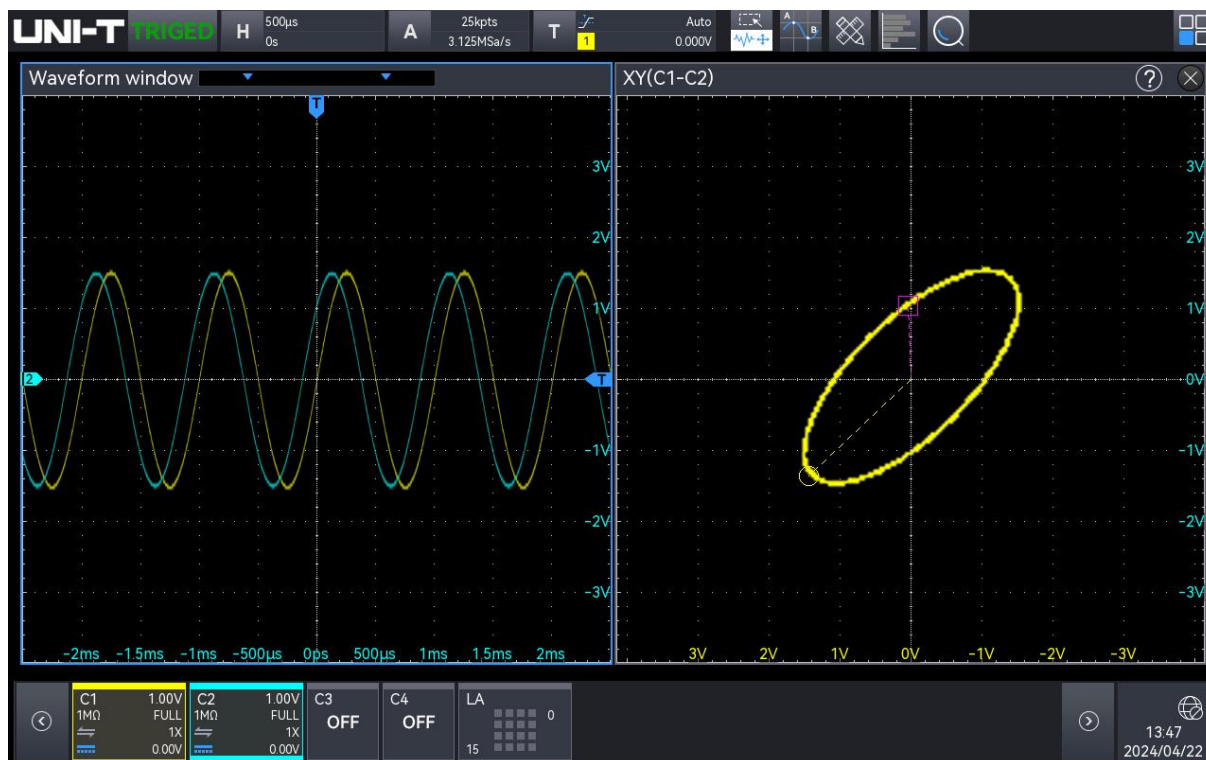 UNI-T TRIGED H 500µs 0s A 25kpts 3.125MSa/s T 1 Auto 0.000V A B
Waveform window
T
3V
2V
1V
2 T
-1V
-2V
-3V
-2ms -1.5ms -1ms -500µs 0ps 500µs 1ms 1.5ms 2ms
XY(C1-C2) ?
3V
2V
1V
0V
-1V
-2V
-3V
3V 2V 1V 0V -1V -2V -3V
C1 1.00V
1MΩ FULL
1X
0.00V
C2 1.00V
1MΩ FULL
1X
0.00V
C3
OFF
C4
OFF
LA
0
15
13:47
2024/04/22